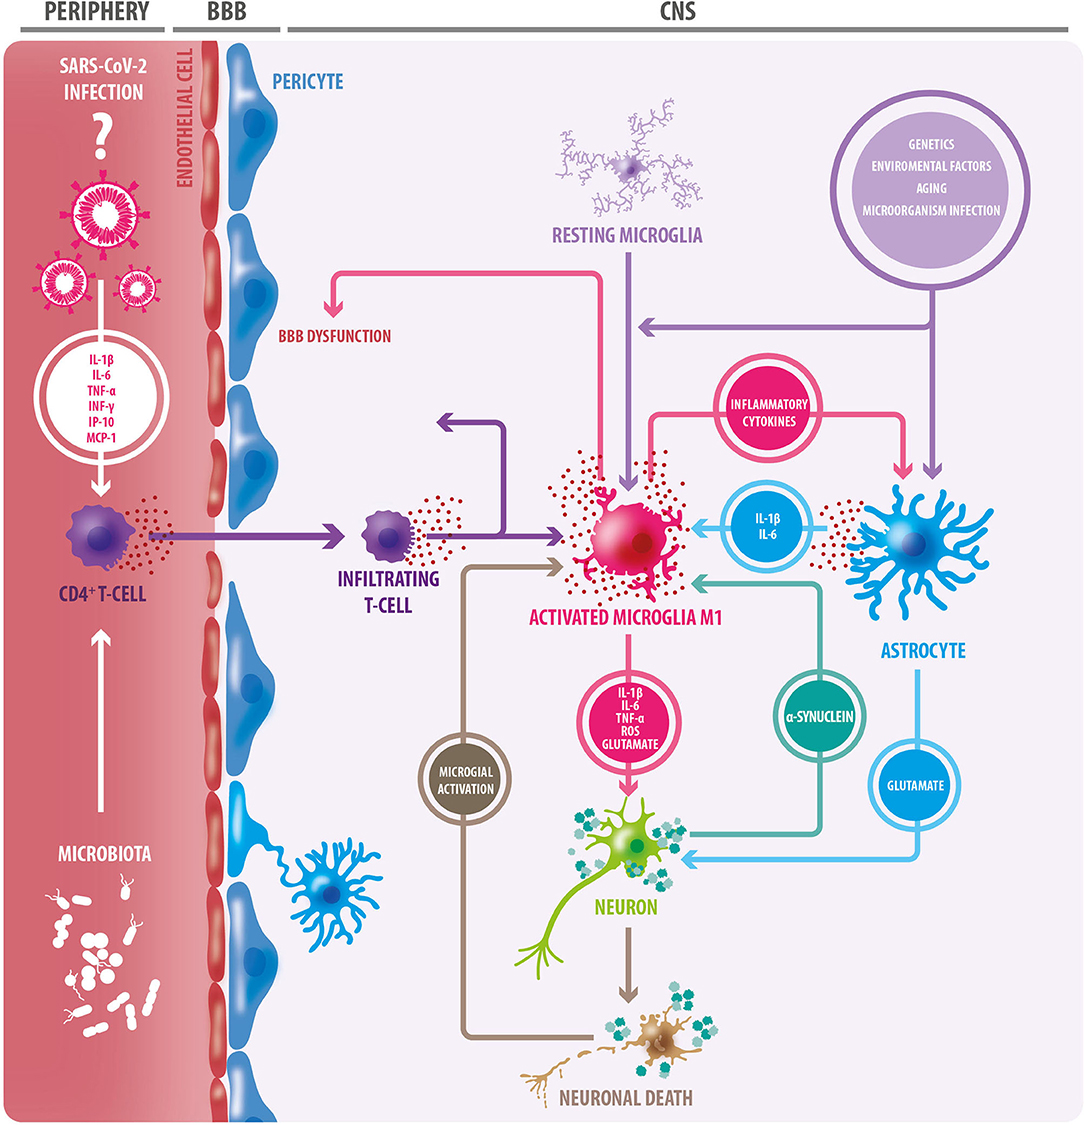 PERIPHERY
BBB
CNS
SARS-CoV-2
INFECTION
?
ENDOTHELIAL CELL
PERICYTE
RESTING MICROGLIA
GENETICS
ENVIROMENTAL FACTORS
AGING
MICROORGANISM INFECTION
BBB DYSFUNCTION
IL-1β
IL-6
TNF-α
INF-γ
IP-10
MCP-1
INFLAMMATORY
CYTOKINES
IL-1β
IL-6
CD4+ T-CELL
INFILTRATING
T-CELL
ACTIVATED MICROGLIA M1
ASTROCYTE
IL-1β
IL-6
TNF-α
ROS
GLUTAMATE
α-SYNUCLEIN
MICROGIAL
ACTIVATION
GLUTAMATE
MICROBIOTA
NEURON
NEURONAL DEATH